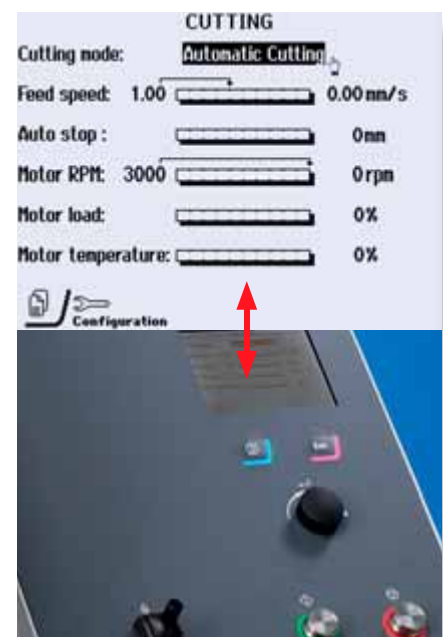 CUTTING
Cutting mode: Automatic Cutting
Feed speed: 1.00 0.00 mm/s
Auto stop : 0mm
Motor RPM: 3000 0 rpm
Motor load: 0%
Motor temperature: 0%
Configuration
Esc